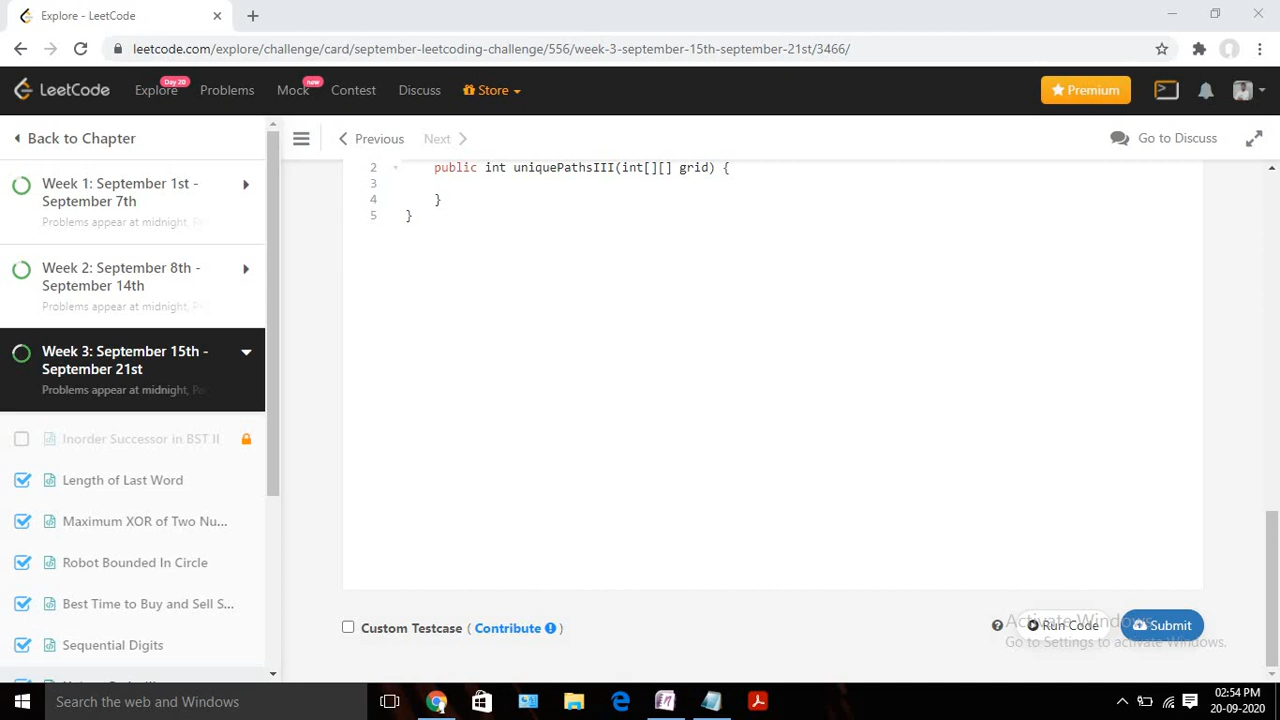 Explore - LeetCode
leetcode.com/explore/challenge/card/september-leetcoding-challenge/556/week-3-september-15th-september-21st/3466/
LeetCode
Explore
Day 20
Problems
Mock
new
Contest
Discuss
Store
Premium
Back to Chapter
Previous
Next
Go to Discuss
Week 1: September 1st -
September 7th
Problems appear at midnight,
Week 2: September 8th -
September 14th
Problems appear at midnight,
Week 3: September 15th -
September 21st
Problems appear at midnight,
Inorder Successor in BST II
Length of Last Word
Maximum XOR of Two Nu...
Robot Bounded In Circle
Best Time to Buy and Sell S...
Sequential Digits
2 public int uniquePathsIII(int[][] grid) {
3
4 }
5 }
Custom Testcase ( Contribute )
Run Code
Submit
Activate Windows
Go to Settings to activate Windows.
Search the web and Windows
02:54 PM
20-09-2020